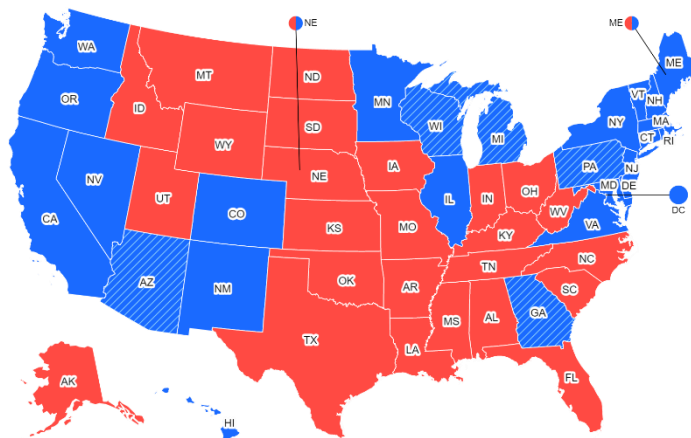 NE
ME
WA
MT
ND
ME
OR
ID
MN
VT
NH
SD
WI
NY
MA
WY
MI
CT
RI
IA
PA
NJ
NE
NV
OH
MD
DE
UT
IL
IN
CO
WV
DC
CA
VA
KS
MO
KY
NC
TN
OK
AZ
NM
AR
SC
MS
AL
GA
TX
LA
FL
AK
HI